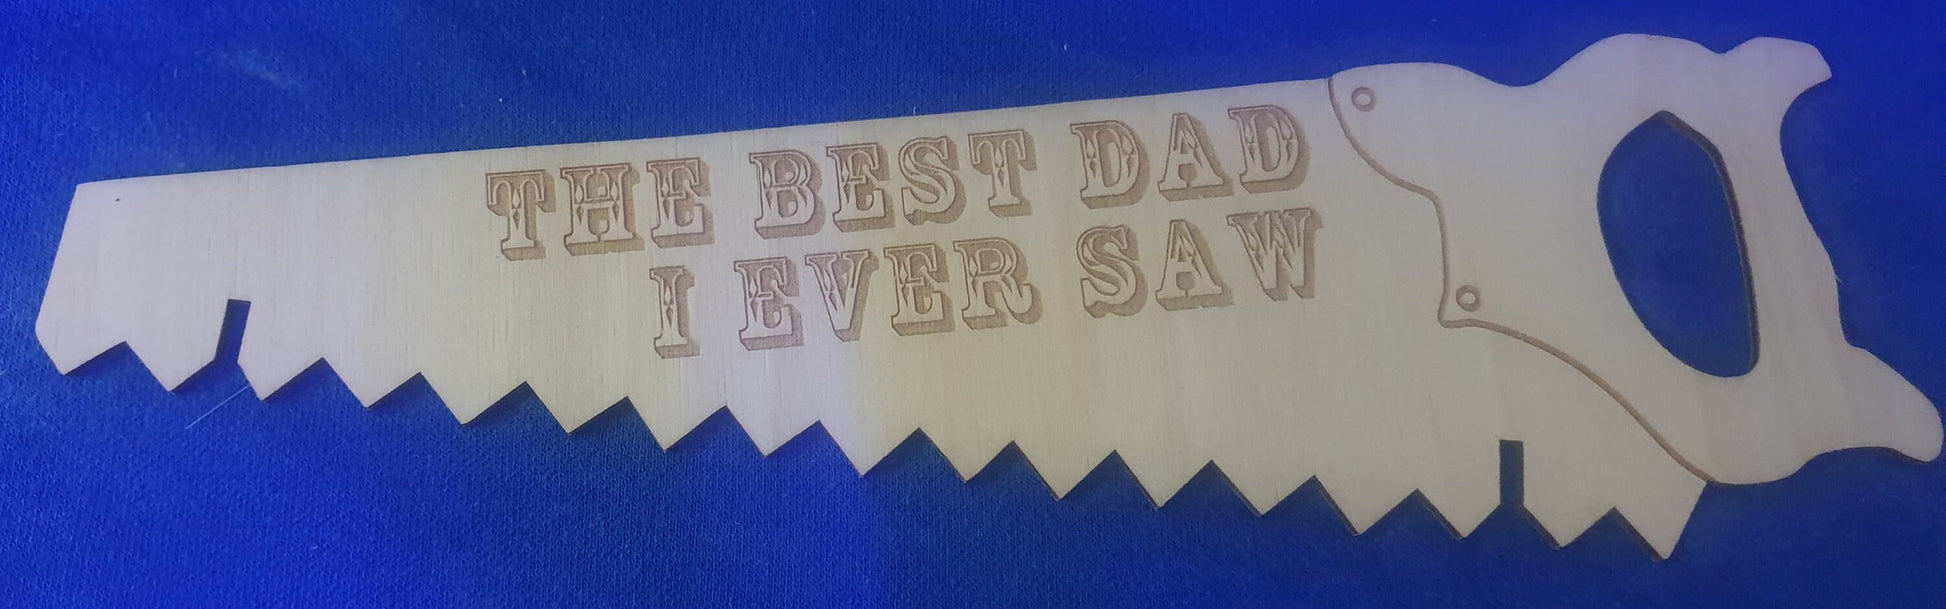 THE BEST DAD
I EVER SAW